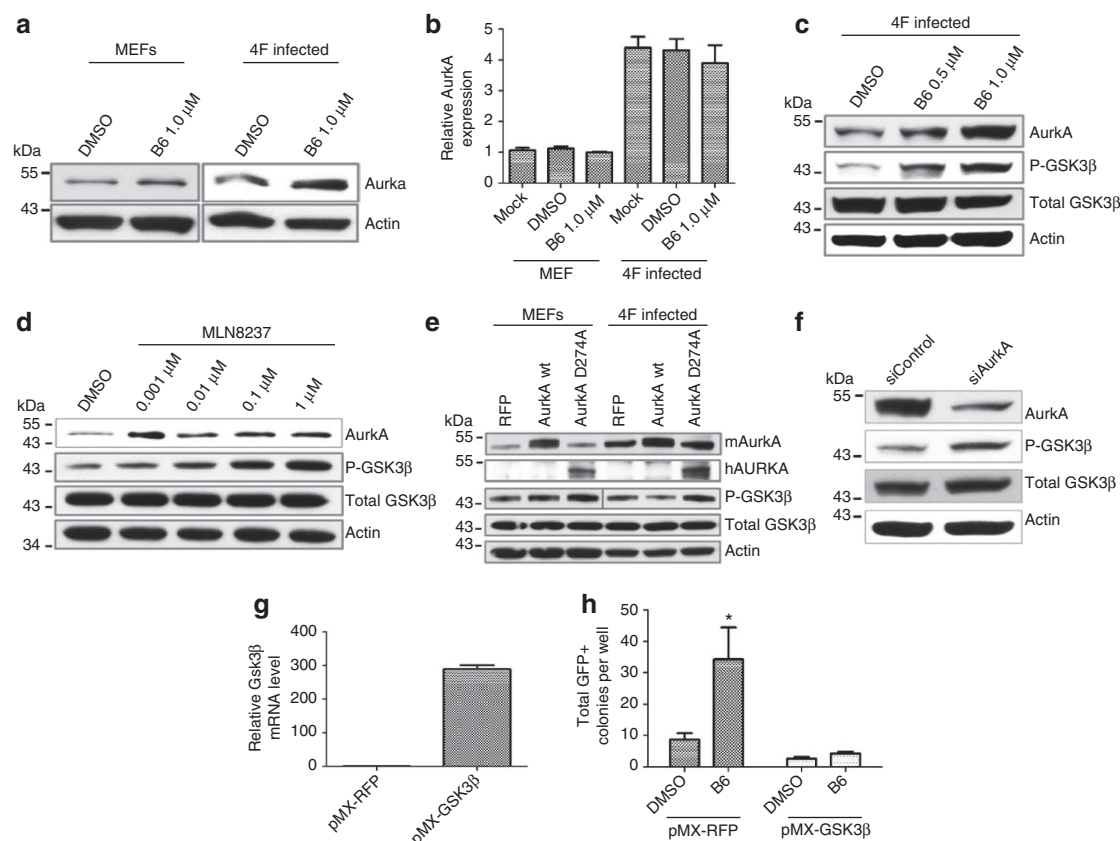 a
MEFs
4F infected
DMSO
B6 1.0 μM
DMSO
B6 1.0 μM
kDa
55
43
Aurka
Actin
b
Relative AurkA
expression
5
4
3
2
1
0
Mock
DMSO
B6 1.0 μM
Mock
DMSO
B6 1.0 μM
MEF
4F infected
c
4F infected
DMSO
B6 0.5 μM
B6 1.0 μM
kDa
55
43
43
43
AurkA
P-GSK3β
Total GSK3β
Actin
d
MLN8237
DMSO
0.001 μM
0.01 μM
0.1 μM
1 μM
kDa
55
43
43
43
34
AurkA
P-GSK3β
Total GSK3β
Actin
e
MEFs
4F infected
RFP
AurkA wt
AurkA D274A
RFP
AurkA wt
AurkA D274A
kDa
55
55
43
43
43
mAurkA
hAURKA
P-GSK3β
Total GSK3β
Actin
f
siControl
siAurkA
kDa
55
43
43
43
43
AurkA
P-GSK3β
Total GSK3β
Actin
g
Relative Gsk3β
mRNA level
400
300
200
100
0
pMX-RFP
pMX-GSK3β
h
Total GFP+
colonies per well
50
40
30
20
10
0
*
DMSO
B6
DMSO
B6
pMX-RFP
pMX-GSK3β